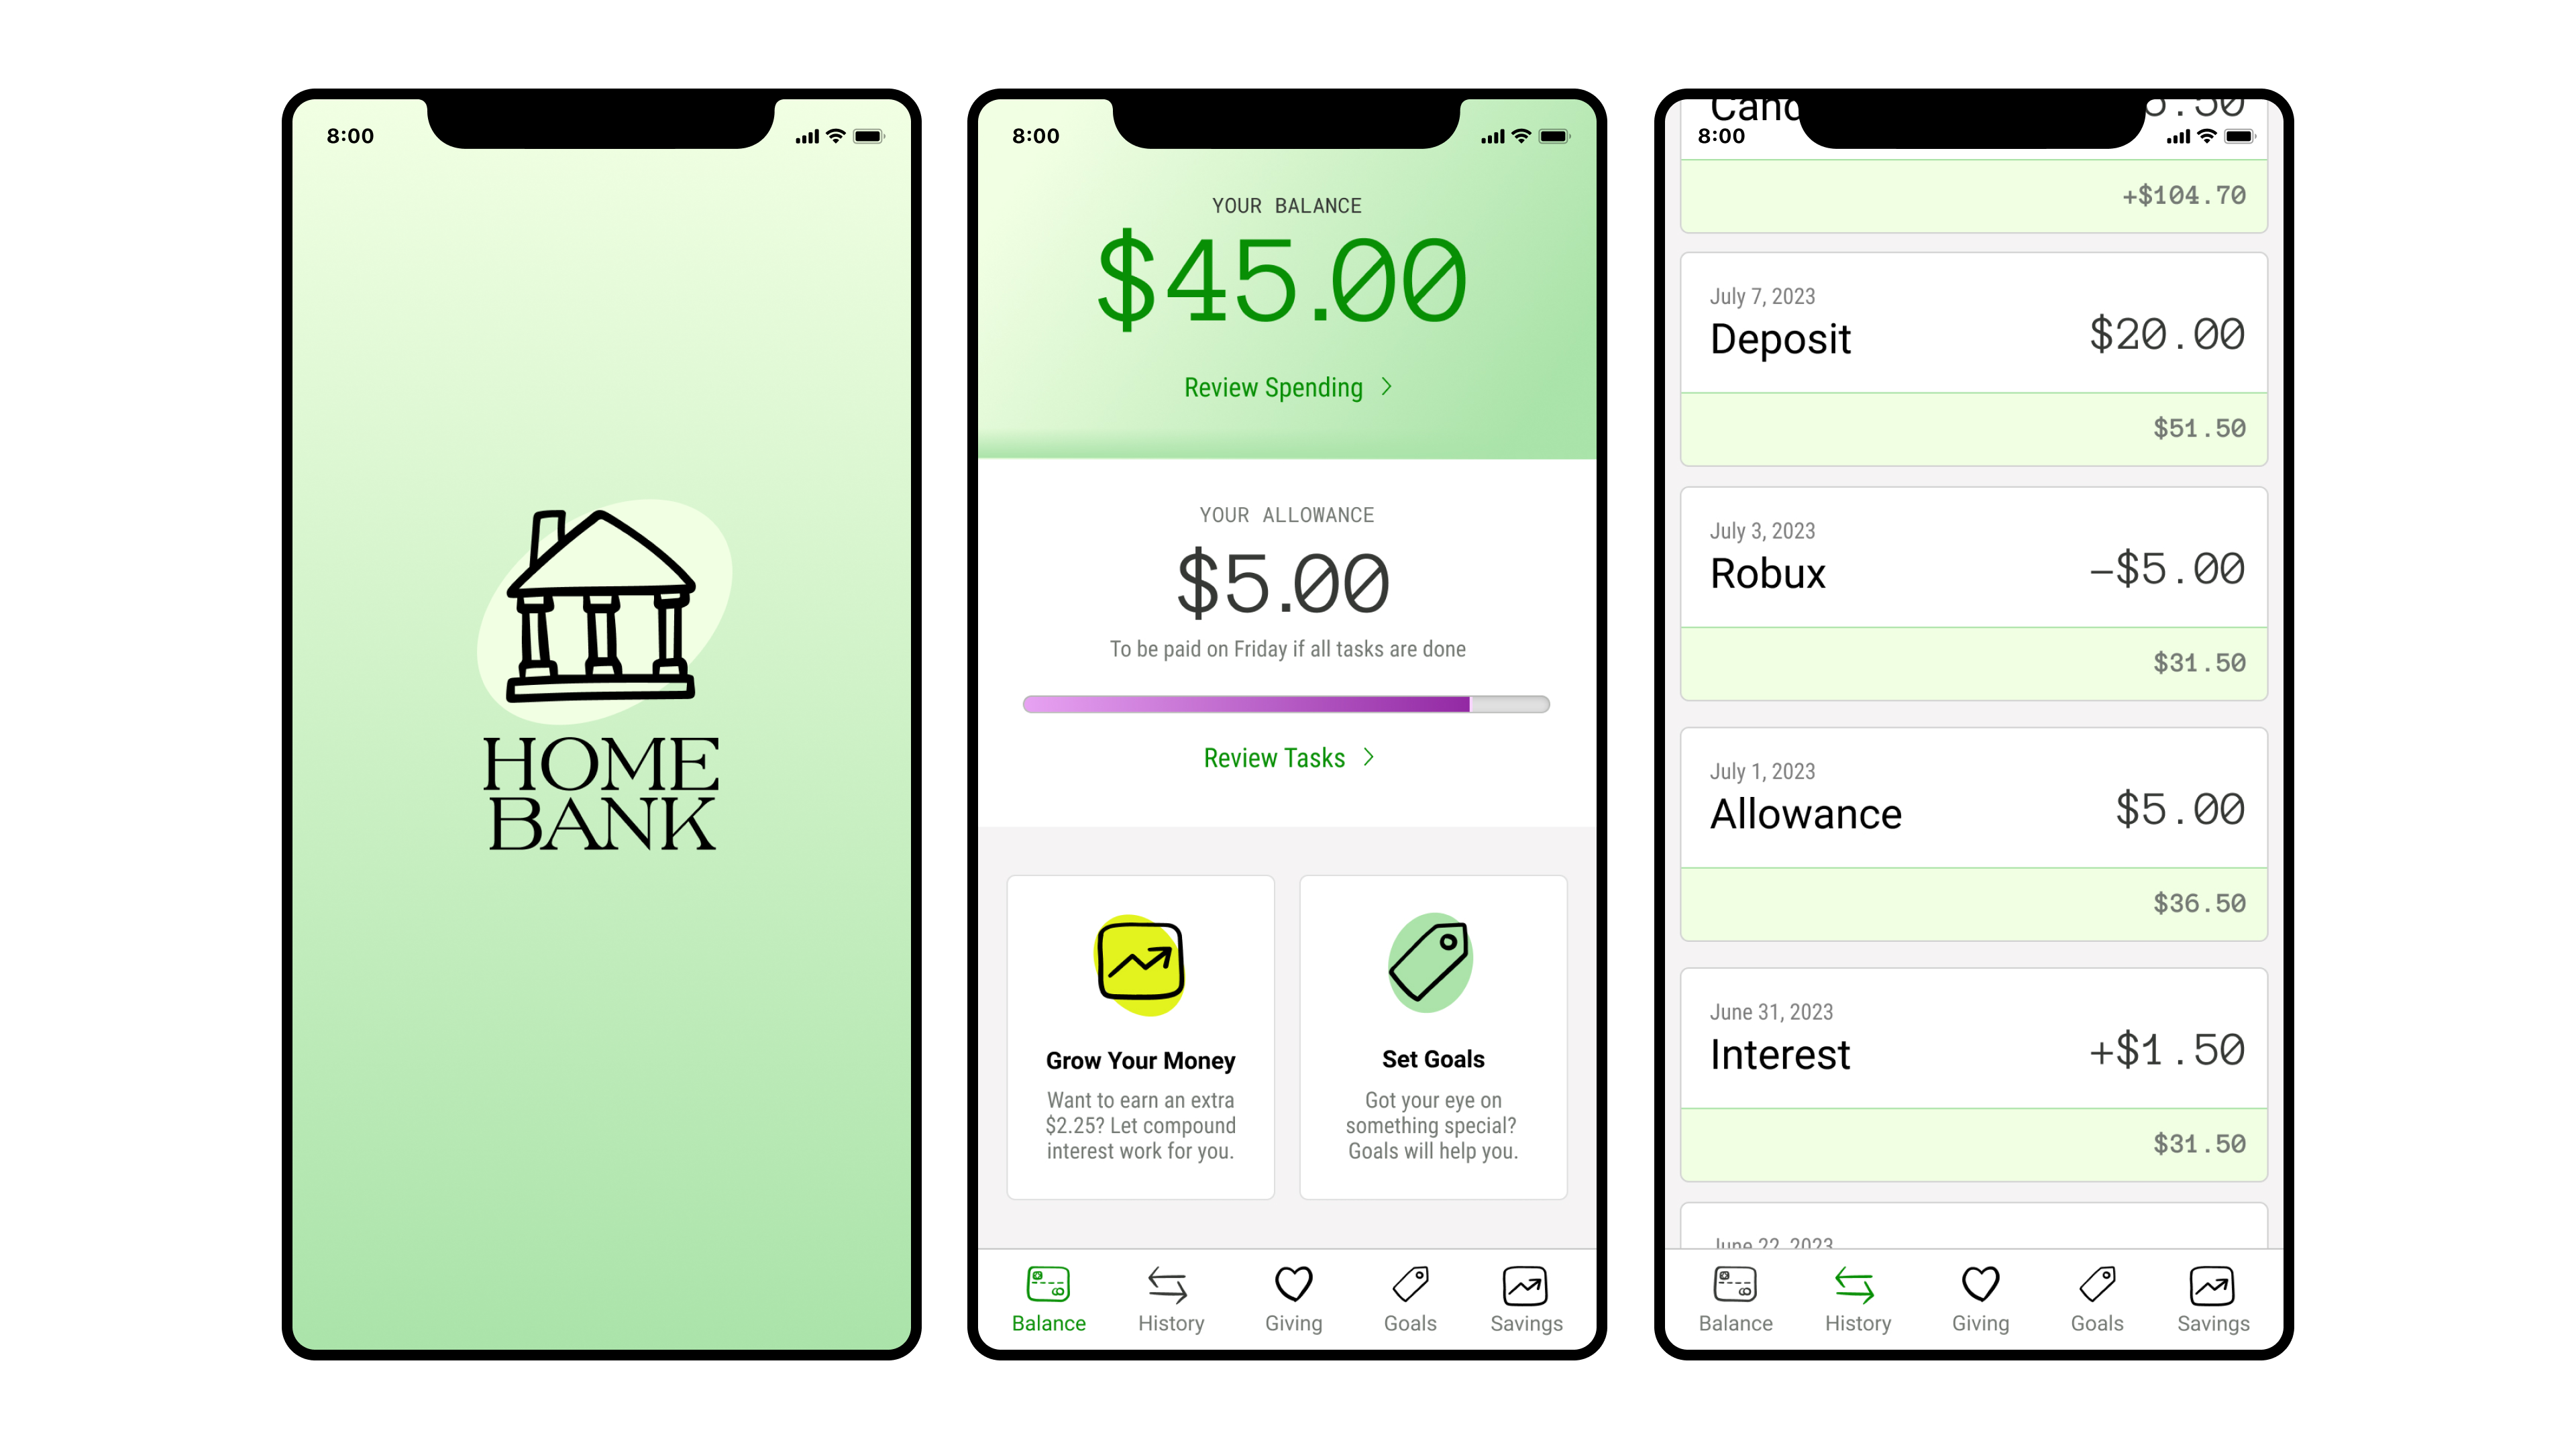 8:00
HOME
BANK
8:00
YOUR BALANCE
$45.00
Review Spending
YOUR ALLOWANCE
$5.00
To be paid on Friday if all tasks are done
Review Tasks
Grow Your Money
Want to earn an extra
$2.25? Let compound
interest work for you.
Set Goals
Got your eye on
something special?
Goals will help you.
Balance
History
Giving
Goals
Savings
8:00
+$104.70
July 7, 2023
Deposit
$20.00
$51.50
July 3, 2023
Robux
–$5.00
$31.50
July 1, 2023
Allowance
$5.00
$36.50
June 31, 2023
Interest
+$1.50
$31.50
June 22, 2023
Balance
History
Giving
Goals
Savings